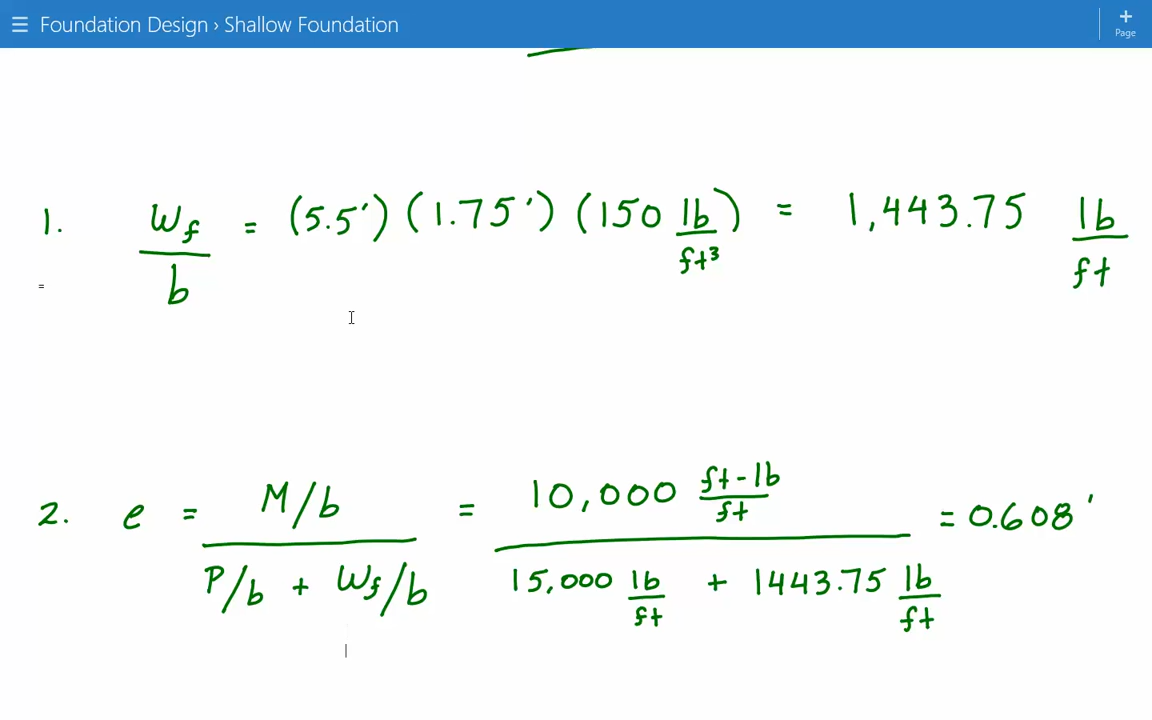 ☰ Foundation Design › Shallow Foundation
+ Page
1. Wf/b = (5.5') (1.75') (150 lb/ft³) = 1,443.75 lb/ft
=
2. e = (M/b)/(P/b + Wf/b) = (10,000 ft-lb/ft)/(15,000 lb/ft + 1443.75 lb/ft) = 0.608'